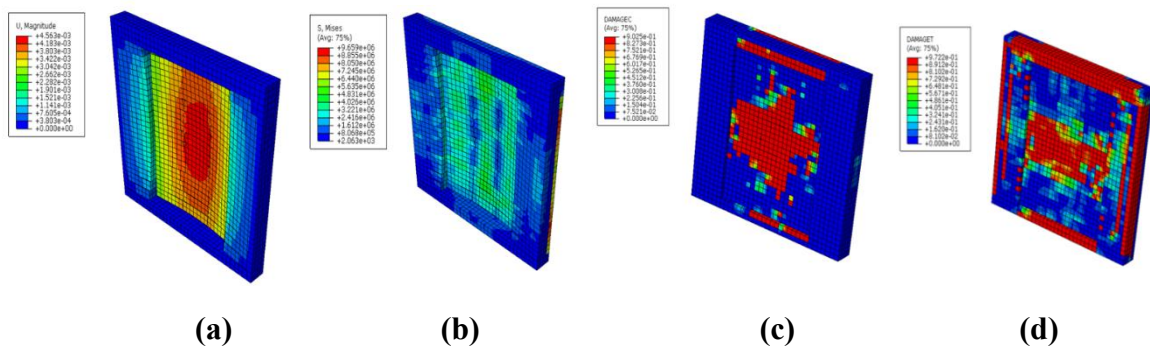 U, Magnitude
+4.563e-03
+4.183e-03
+3.803e-03
+3.422e-03
+3.042e-03
+2.662e-03
+2.282e-03
+1.901e-03
+1.521e-03
+1.141e-03
+7.605e-04
+3.803e-04
+0.000e+00
S, Mises
(Avg: 75%)
+9.659e+06
+8.855e+06
+8.050e+06
+7.245e+06
+6.440e+06
+5.635e+06
+4.831e+06
+4.026e+06
+3.221e+06
+2.416e+06
+1.612e+06
+8.068e+05
+2.063e+03
DAMAGEC
(Avg: 75%)
+9.025e-01
+8.273e-01
+7.521e-01
+6.769e-01
+6.017e-01
+5.265e-01
+4.512e-01
+3.760e-01
+3.008e-01
+2.256e-01
+1.504e-01
+7.521e-02
+0.000e+00
DAMAGET
(Avg: 75%)
+9.722e-01
+8.912e-01
+8.102e-01
+7.292e-01
+6.481e-01
+5.671e-01
+4.861e-01
+4.051e-01
+3.241e-01
+2.431e-01
+1.620e-01
+8.102e-02
+0.000e+00
(a)
(b)
(c)
(d)